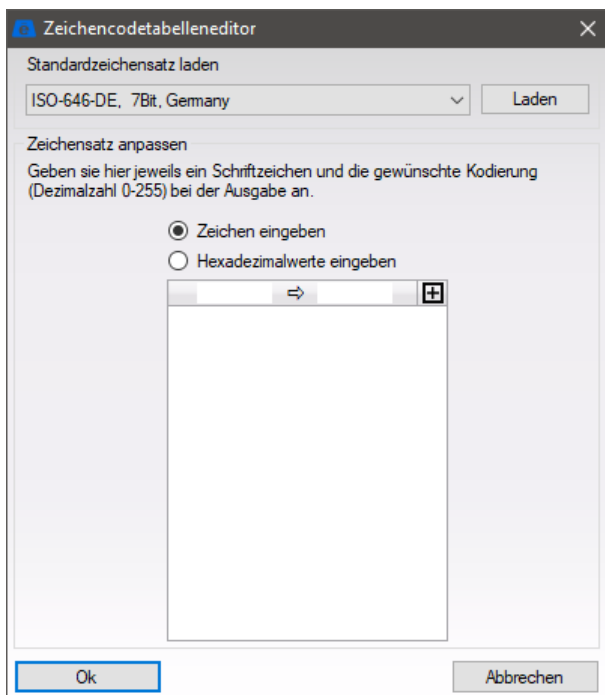 Zeichencodetabelleneditor
Standardzeichensatz laden
ISO-646-DE, 7Bit, Germany
Laden
Zeichensatz anpassen
Geben sie hier jeweils ein Schriftzeichen und die gewünschte Kodierung
(Dezimalzahl 0-255) bei der Ausgabe an.
Zeichen eingeben
Hexadezimalwerte eingeben
Ok
Abbrechen